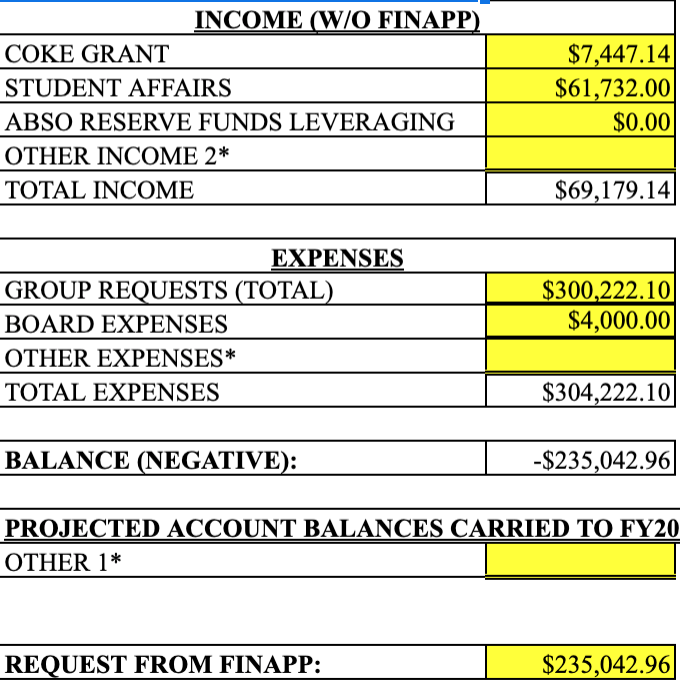 INCOME (W/O FINAPP)
COKE GRANT $7,447.14
STUDENT AFFAIRS $61,732.00
ABSO RESERVE FUNDS LEVERAGING $0.00
OTHER INCOME 2*
TOTAL INCOME $69,179.14
EXPENSES
GROUP REQUESTS (TOTAL) $300,222.10
BOARD EXPENSES $4,000.00
OTHER EXPENSES*
TOTAL EXPENSES $304,222.10
BALANCE (NEGATIVE): -$235,042.96
PROJECTED ACCOUNT BALANCES CARRIED TO FY20
OTHER 1*
REQUEST FROM FINAPP: $235,042.96